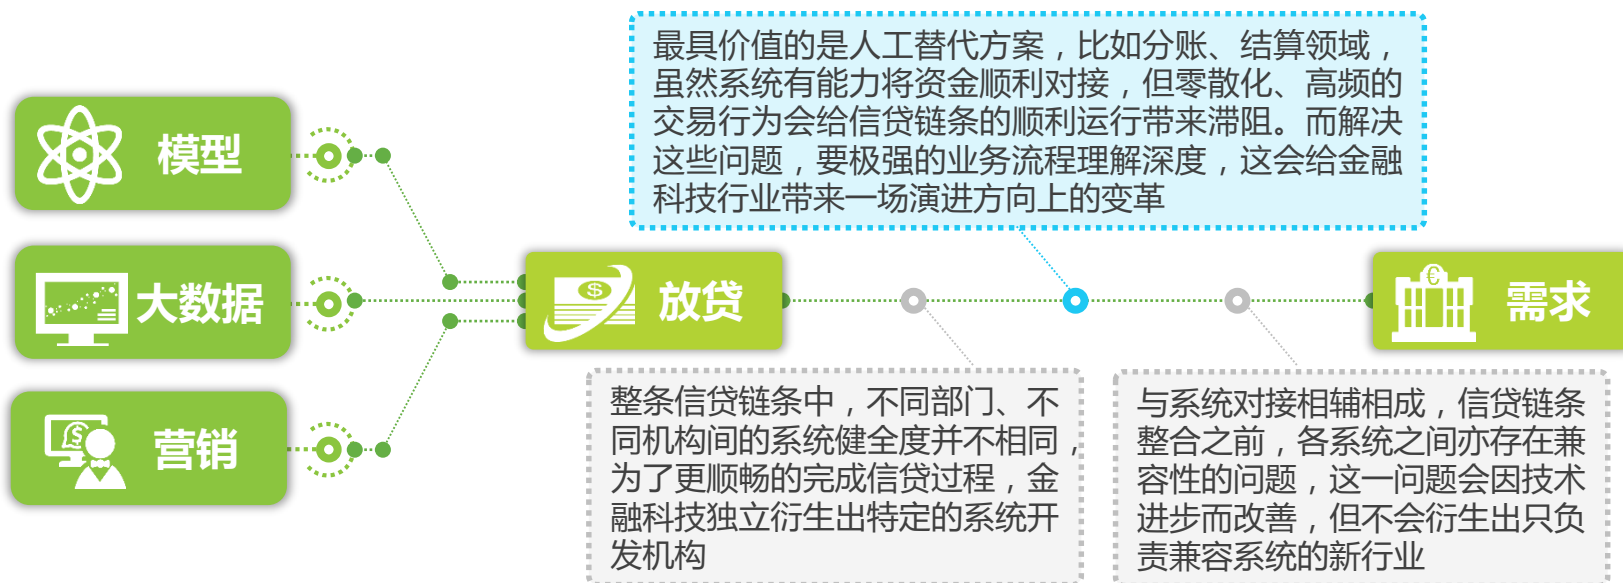 最具价值的是人工替代方案，比如分账、结算领域，
虽然系统有能力将资金顺利对接，但零散化、高频的
交易行为会给信贷链条的顺利运行带来滞阻。而解决
这些问题，要极强的业务流程理解深度，这会给金融
科技行业带来一场演进方向上的变革
模型
大数据
营销
放贷
需求
整条信贷链条中，不同部门、不
同机构间的系统健全度并不相同，
为了更顺畅的完成信贷过程，金
融科技独立衍生出特定的系统开
发机构
与系统对接相辅相成，信贷链条
整合之前，各系统之间亦存在兼
容性的问题，这一问题会因技术
进步而改善，但不会衍生出只负
责兼容系统的新行业